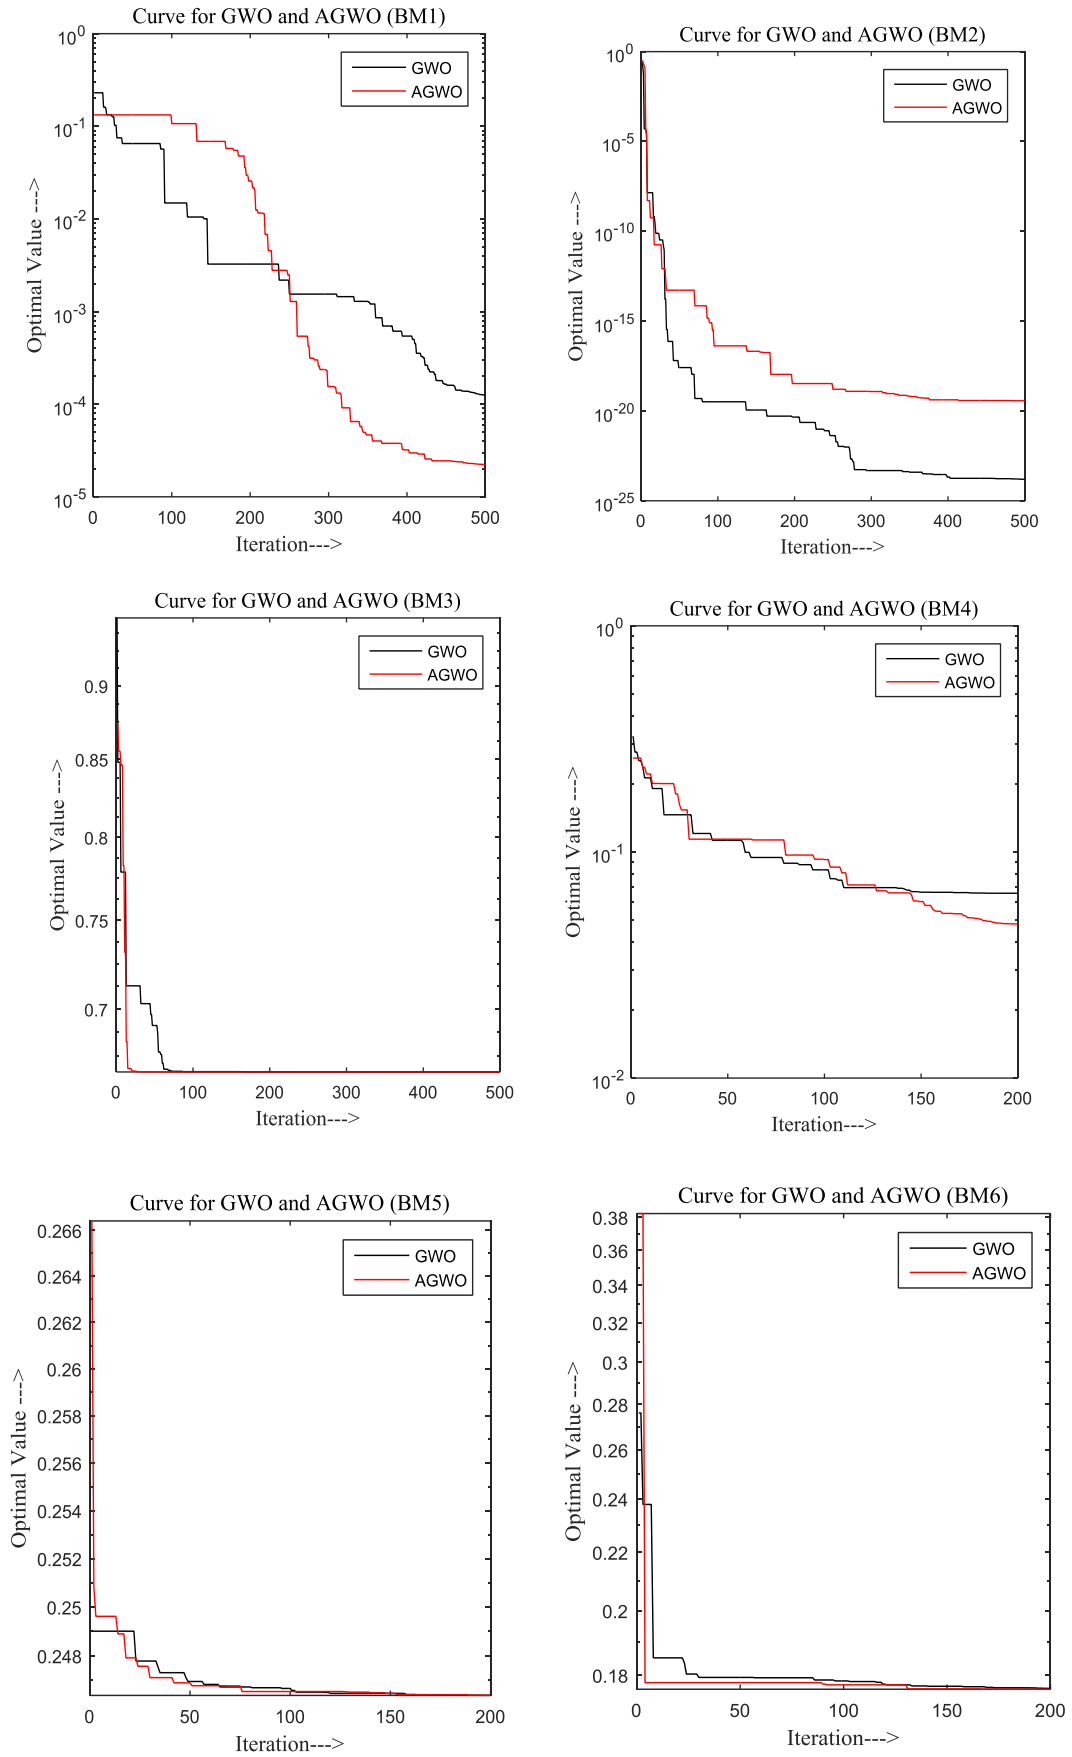 Curve for GWO and AGWO (BM1)
10^0
10^-1
10^-2
10^-3
10^-4
10^-5
Optimal Value --->
GWO
AGWO
0 100 200 300 400 500
Iteration--->
Curve for GWO and AGWO (BM2)
10^0
10^-5
10^-10
10^-15
10^-20
10^-25
Optimal Value --->
GWO
AGWO
0 100 200 300 400 500
Iteration--->
Curve for GWO and AGWO (BM3)
0.9
0.85
0.8
0.75
0.7
Optimal Value --->
GWO
AGWO
0 100 200 300 400 500
Iteration--->
Curve for GWO and AGWO (BM4)
10^0
10^-1
10^-2
Optimal Value --->
GWO
AGWO
0 50 100 150 200
Iteration--->
Curve for GWO and AGWO (BM5)
0.266
0.264
0.262
0.26
0.258
0.256
0.254
0.252
0.25
0.248
Optimal Value --->
GWO
AGWO
0 50 100 150 200
Iteration--->
Curve for GWO and AGWO (BM6)
0.38
0.36
0.34
0.32
0.3
0.28
0.26
0.24
0.22
0.2
0.18
Optimal Value --->
GWO
AGWO
0 50 100 150 200
Iteration--->